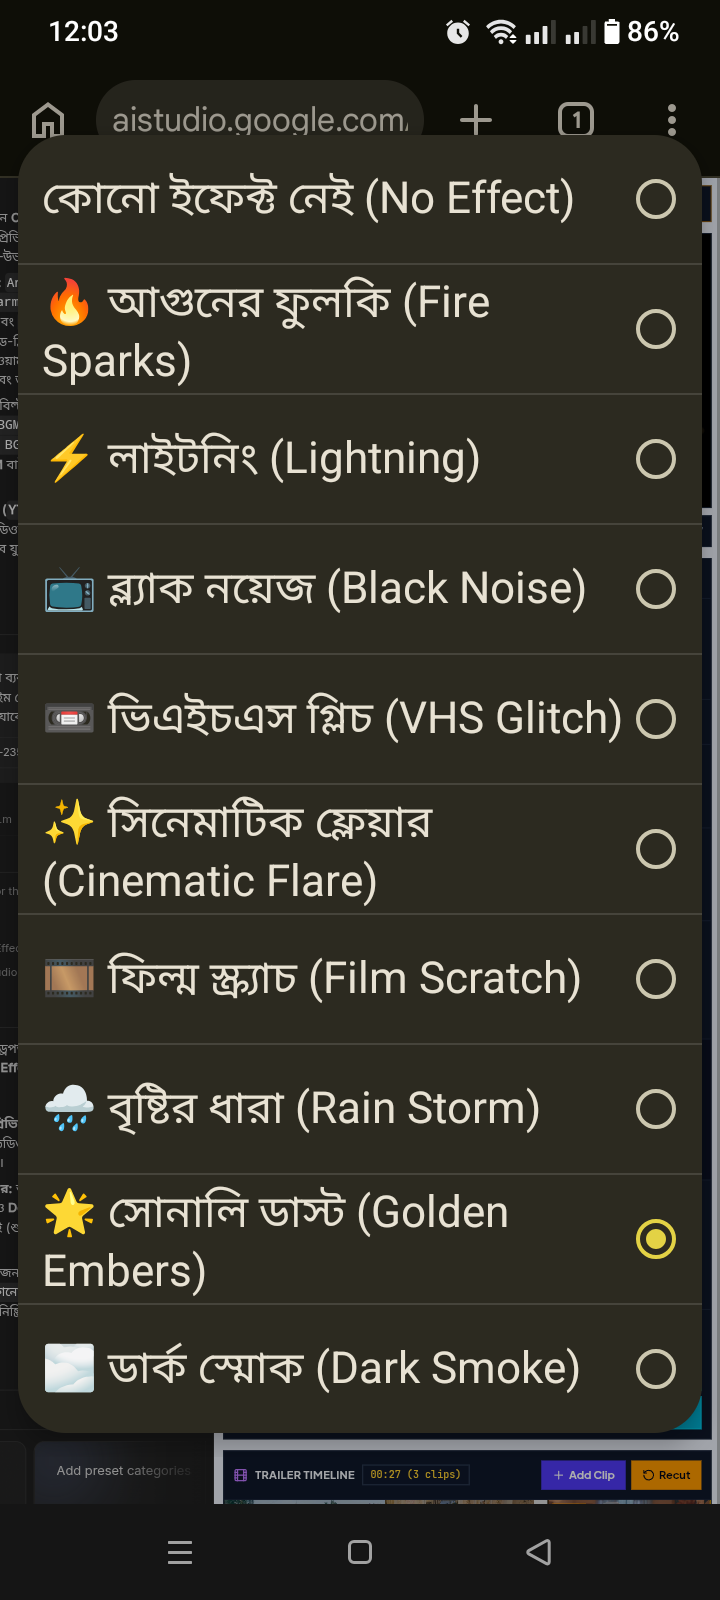 12:03
86%
aistudio.google.com/
1
কোনো ইফেক্ট নেই (No Effect)
🔥 আগুনের ফুলকি (Fire
Sparks)
⚡ লাইটনিং (Lightning)
📺 ব্ল্যাক নয়েজ (Black Noise)
📼 ভিএইচএস গ্লিচ (VHS Glitch)
✨ সিনেমাটিক ফ্লেয়ার
(Cinematic Flare)
🎞️ ফিল্ম স্ক্র্যাচ (Film Scratch)
🌧️ বৃষ্টির ধারা (Rain Storm)
🌟 সোনালি ডাস্ট (Golden
Embers)
🌫️ ডার্ক স্মোক (Dark Smoke)
Add preset categories
TRAILER TIMELINE 00:27 (3 clips) + Add Clip Recut